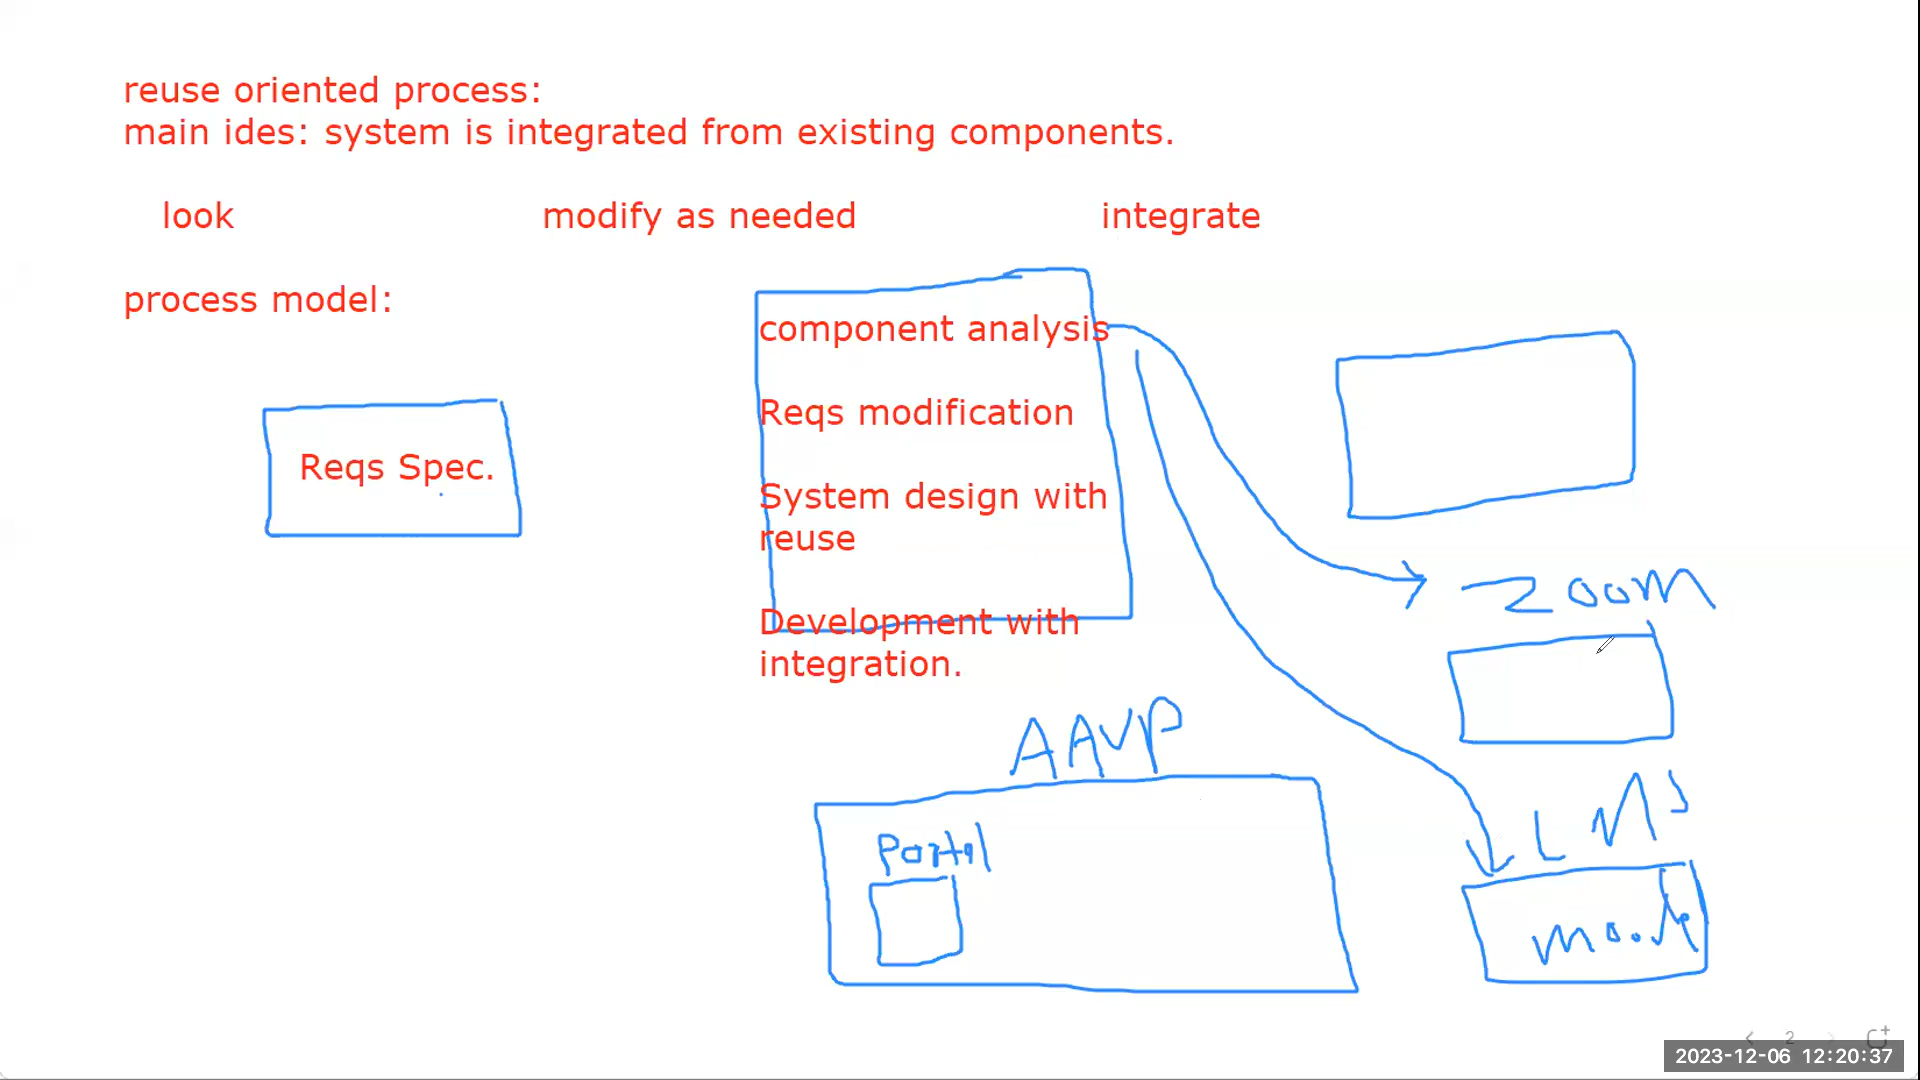 reuse oriented process:
main ides: system is integrated from existing components.
look modify as needed integrate
process model:
Reqs Spec.
component analysis
Reqs modification
System design with
reuse
Development with
integration.
zoom
AAVP
Portal
LMS
2
2023-12-06 12:20:37